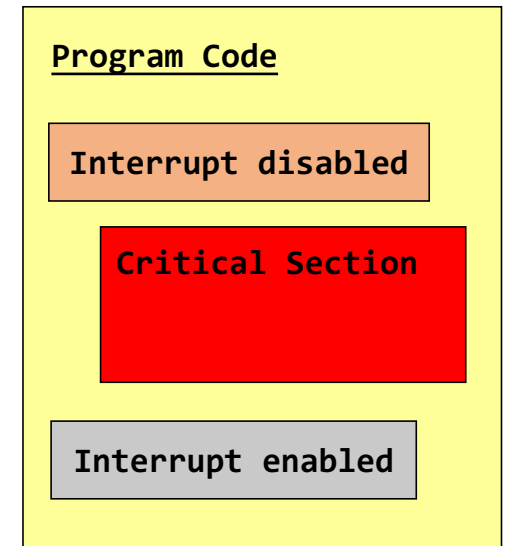 Program Code
Interrupt disabled
Critical Section
Interrupt enabled